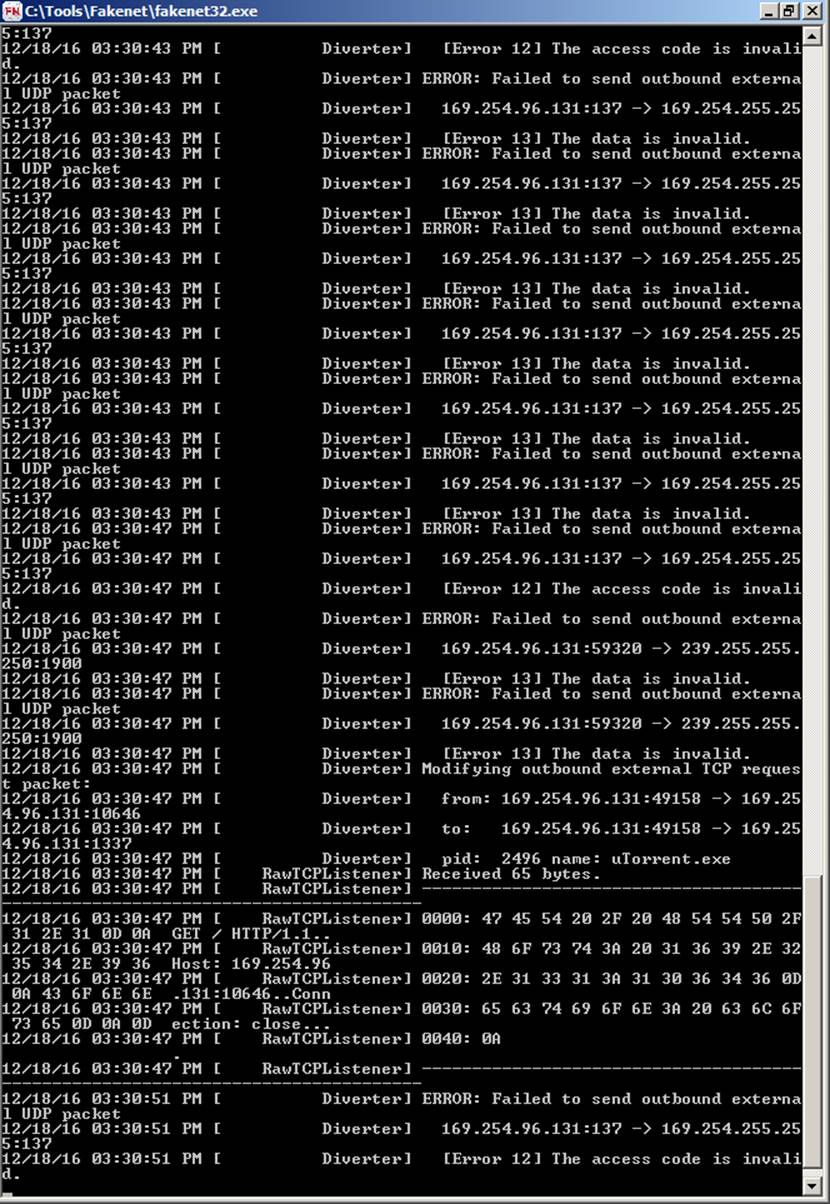 FN C:\Tools\Fakenet\fakenet32.exe
5:137
12/18/16 03:30:43 PM [          Diverter]   [Error 12] The access code is invali
d.
12/18/16 03:30:43 PM [          Diverter] ERROR: Failed to send outbound externa
l UDP packet
12/18/16 03:30:43 PM [          Diverter]   169.254.96.131:137 -> 169.254.255.25
5:137
12/18/16 03:30:43 PM [          Diverter]   [Error 13] The data is invalid.
12/18/16 03:30:43 PM [          Diverter] ERROR: Failed to send outbound externa
l UDP packet
12/18/16 03:30:43 PM [          Diverter]   169.254.96.131:137 -> 169.254.255.25
5:137
12/18/16 03:30:43 PM [          Diverter]   [Error 13] The data is invalid.
12/18/16 03:30:43 PM [          Diverter] ERROR: Failed to send outbound externa
l UDP packet
12/18/16 03:30:43 PM [          Diverter]   169.254.96.131:137 -> 169.254.255.25
5:137
12/18/16 03:30:43 PM [          Diverter]   [Error 13] The data is invalid.
12/18/16 03:30:43 PM [          Diverter] ERROR: Failed to send outbound externa
l UDP packet
12/18/16 03:30:43 PM [          Diverter]   169.254.96.131:137 -> 169.254.255.25
5:137
12/18/16 03:30:43 PM [          Diverter]   [Error 13] The data is invalid.
12/18/16 03:30:43 PM [          Diverter] ERROR: Failed to send outbound externa
l UDP packet
12/18/16 03:30:43 PM [          Diverter]   169.254.96.131:137 -> 169.254.255.25
5:137
12/18/16 03:30:43 PM [          Diverter]   [Error 13] The data is invalid.
12/18/16 03:30:43 PM [          Diverter] ERROR: Failed to send outbound externa
l UDP packet
12/18/16 03:30:43 PM [          Diverter]   169.254.96.131:137 -> 169.254.255.25
5:137
12/18/16 03:30:43 PM [          Diverter]   [Error 13] The data is invalid.
12/18/16 03:30:47 PM [          Diverter] ERROR: Failed to send outbound externa
l UDP packet
12/18/16 03:30:47 PM [          Diverter]   169.254.96.131:137 -> 169.254.255.25
5:137
12/18/16 03:30:47 PM [          Diverter]   [Error 12] The access code is invali
d.
12/18/16 03:30:47 PM [          Diverter] ERROR: Failed to send outbound externa
l UDP packet
12/18/16 03:30:47 PM [          Diverter]   169.254.96.131:59320 -> 239.255.255.
250:1900
12/18/16 03:30:47 PM [          Diverter]   [Error 13] The data is invalid.
12/18/16 03:30:47 PM [          Diverter] ERROR: Failed to send outbound externa
l UDP packet
12/18/16 03:30:47 PM [          Diverter]   169.254.96.131:59320 -> 239.255.255.
250:1900
12/18/16 03:30:47 PM [          Diverter]   [Error 13] The data is invalid.
12/18/16 03:30:47 PM [          Diverter] Modifying outbound external TCP reques
t packet:
12/18/16 03:30:47 PM [          Diverter]   from: 169.254.96.131:49158 -> 169.25
4.96.131:10646
12/18/16 03:30:47 PM [          Diverter]   to:   169.254.96.131:49158 -> 169.25
4.96.131:1337
12/18/16 03:30:47 PM [          Diverter]   pid:  2496 name: uTorrent.exe
12/18/16 03:30:47 PM [    RawTCPListener] Received 65 bytes.
12/18/16 03:30:47 PM [    RawTCPListener] --------------------------------------
------------------------------------------
12/18/16 03:30:47 PM [    RawTCPListener] 0000: 47 45 54 20 2F 20 48 54 54 50 2F
 31 2E 31 0D 0A  GET / HTTP/1.1..
12/18/16 03:30:47 PM [    RawTCPListener] 0010: 48 6F 73 74 3A 20 31 36 39 2E 32
 35 34 2E 39 36  Host: 169.254.96
12/18/16 03:30:47 PM [    RawTCPListener] 0020: 2E 31 33 31 3A 31 30 36 34 36 0D
 0A 43 6F 6E 6E  .131:10646..Conn
12/18/16 03:30:47 PM [    RawTCPListener] 0030: 65 63 74 69 6F 6E 3A 20 63 6C 6F
 73 65 0D 0A 0D  ection: close...
12/18/16 03:30:47 PM [    RawTCPListener] 0040: 0A
                 .
12/18/16 03:30:47 PM [    RawTCPListener] --------------------------------------
------------------------------------------
12/18/16 03:30:51 PM [          Diverter] ERROR: Failed to send outbound externa
l UDP packet
12/18/16 03:30:51 PM [          Diverter]   169.254.96.131:137 -> 169.254.255.25
5:137
12/18/16 03:30:51 PM [          Diverter]   [Error 12] The access code is invali
d.